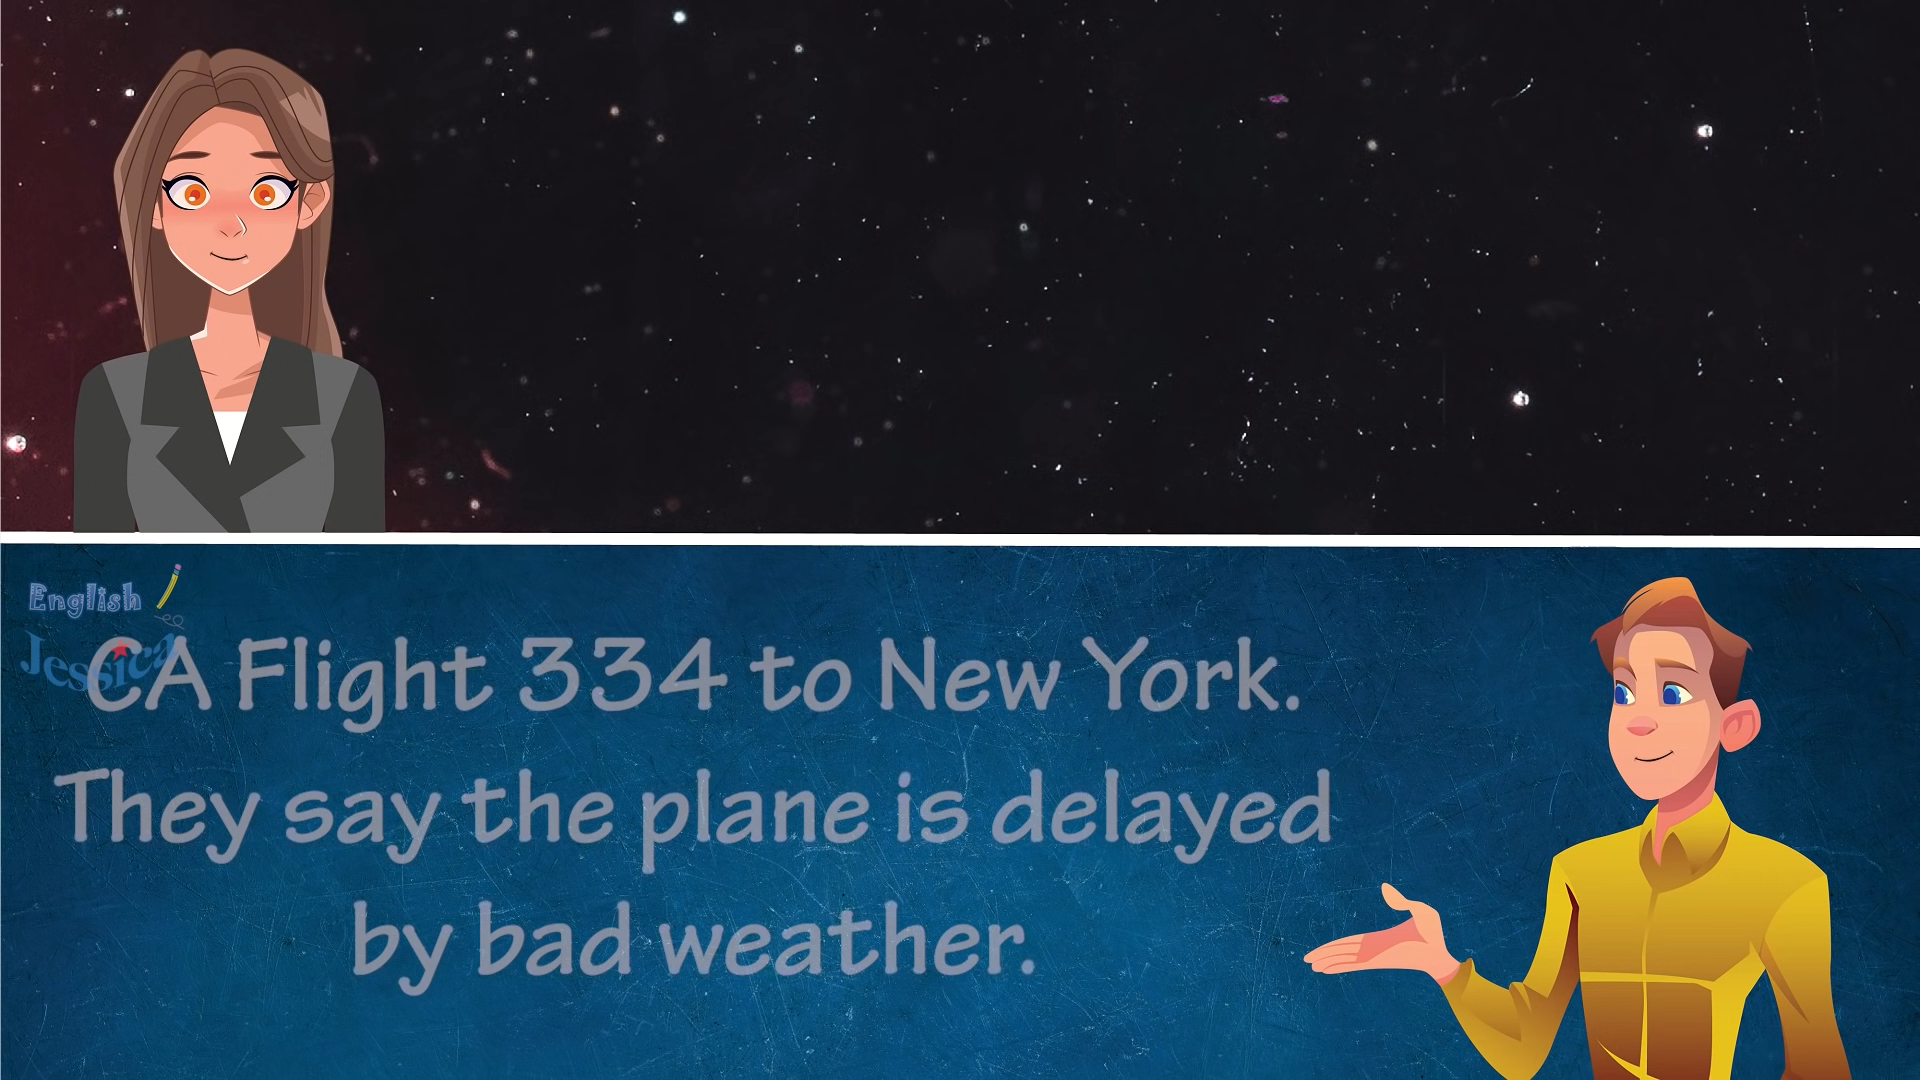 English
Jessica
CA Flight 334 to New York.
They say the plane is delayed
by bad weather.